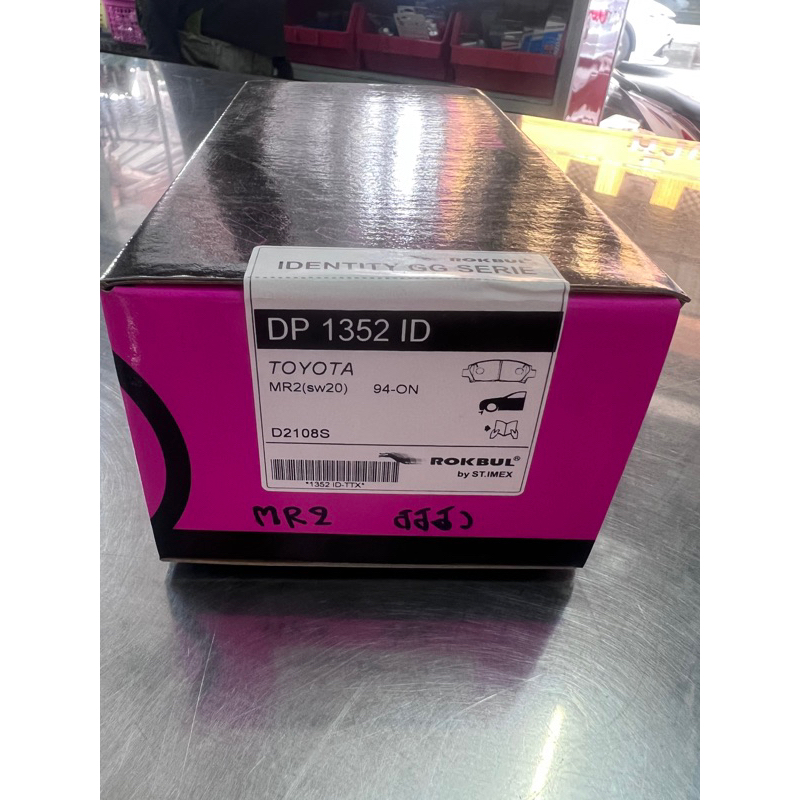 ROKBUL
IDENTITY GG SERIE
DP 1352 ID
TOYOTA
MR2(sw20) 94-ON
D2108S
ROKBUL®
by ST.IMEX
*1352 ID-TTX*
MR2